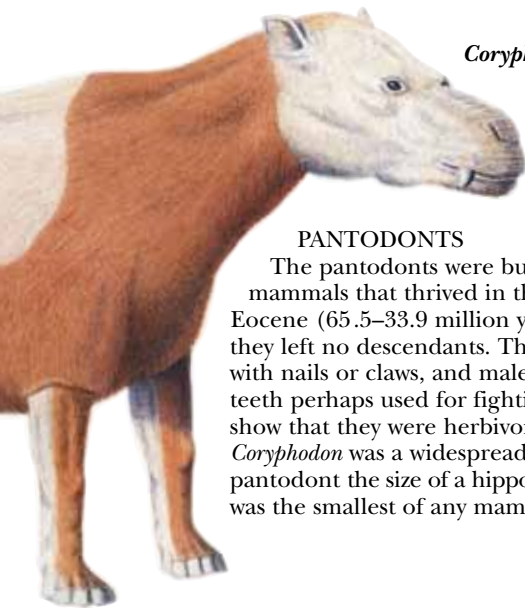 Coryph
PANTODONTS
The pantodonts were bu
mammals that thrived in th
Eocene (65.5–33.9 million y
they left no descendants. Th
with nails or claws, and male
teeth perhaps used for fighti
show that they were herbivor
Coryphodon was a widespread
pantodont the size of a hippo
was the smallest of any mam